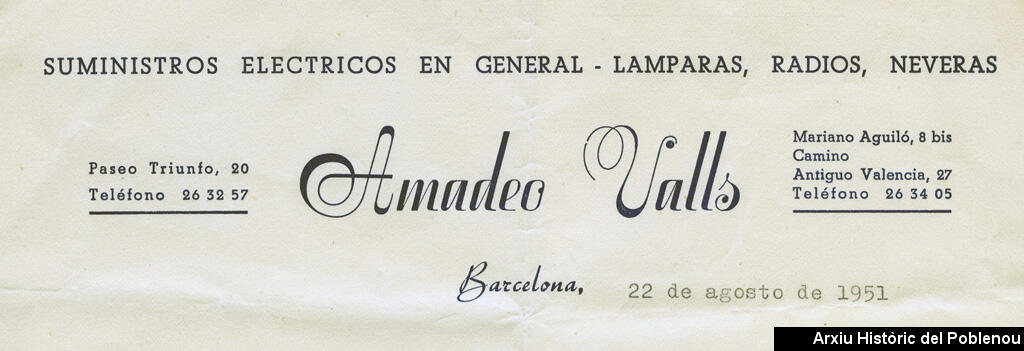 SUMINISTROS ELECTRICOS EN GENERAL - LAMPARAS, RADIOS, NEVERAS
Paseo Triunfo, 20
Teléfono 26 32 57
Amadeo Valls
Mariano Aguiló, 8 bis
Camino
Antiguo Valencia, 27
Teléfono 26 34 05
Barcelona, 22 de agosto de 1951
Arxiu Històric del Poblenou